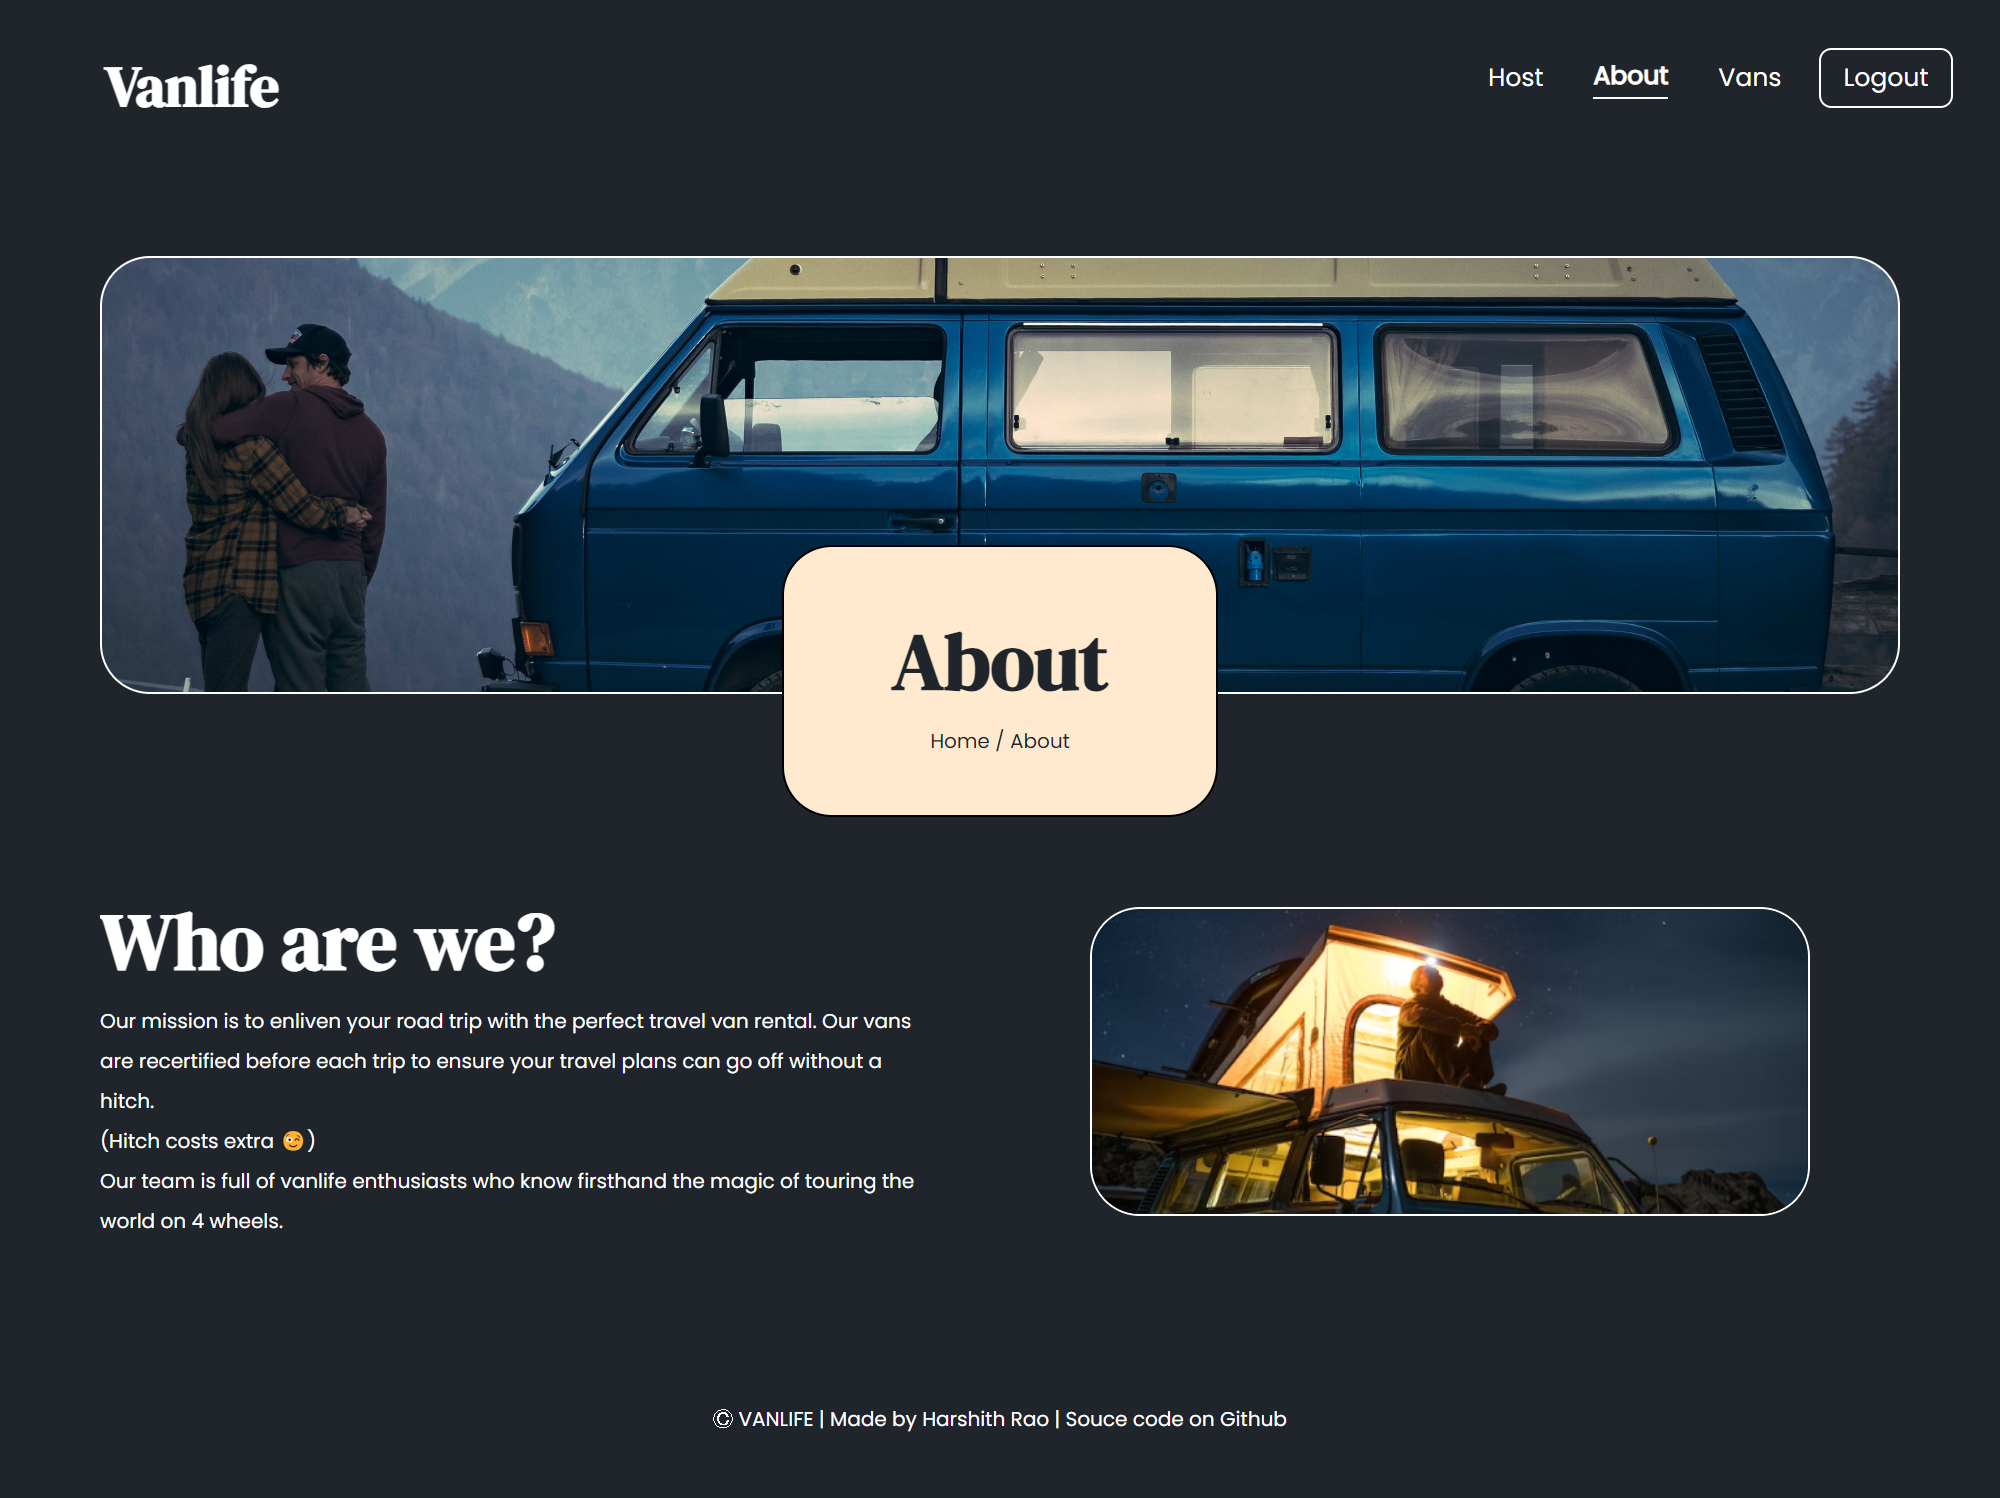 Vanlife
Host About Vans Logout
About
Home / About
Who are we?
Our mission is to enliven your road trip with the perfect travel van rental. Our vans
are recertified before each trip to ensure your travel plans can go off without a
hitch.
(Hitch costs extra 😉)
Our team is full of vanlife enthusiasts who know firsthand the magic of touring the
world on 4 wheels.
© VANLIFE | Made by Harshith Rao | Souce code on Github